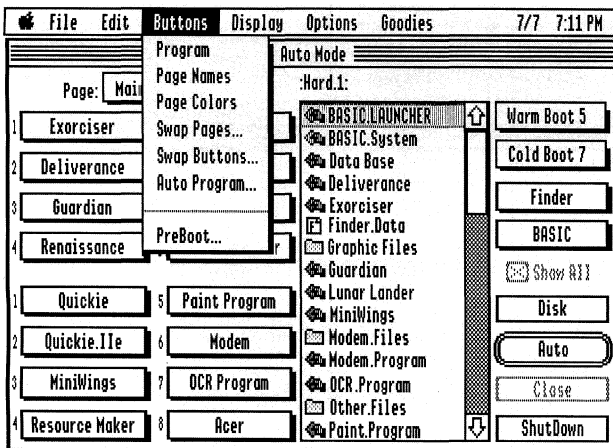 File Edit Buttons Display Options Goodies 7/7 7:11 PM
Auto Mode
Program
Page Names
Page Colors
Swap Pages...
Swap Buttons...
Auto Program...
PreBoot...
Page: Main
:Hard.1:
1 Exorciser
2 Deliverance
3 Guardian
4 Renaissance
1 Quickie
2 Quickie.IIe
3 MiniWings
4 Resource Maker
5 Paint Program
6 Modem
7 OCR Program
8 Acer
BASIC.LAUNCHER
BASIC.System
Data Base
Deliverance
Exorciser
Finder.Data
Graphic Files
Guardian
Lunar Lander
MiniWings
Modem.Files
Modem.Program
OCR.Program
Other.Files
Paint.Program
Warm Boot 5
Cold Boot 7
Finder
BASIC
Show All
Disk
Auto
Close
ShutDown